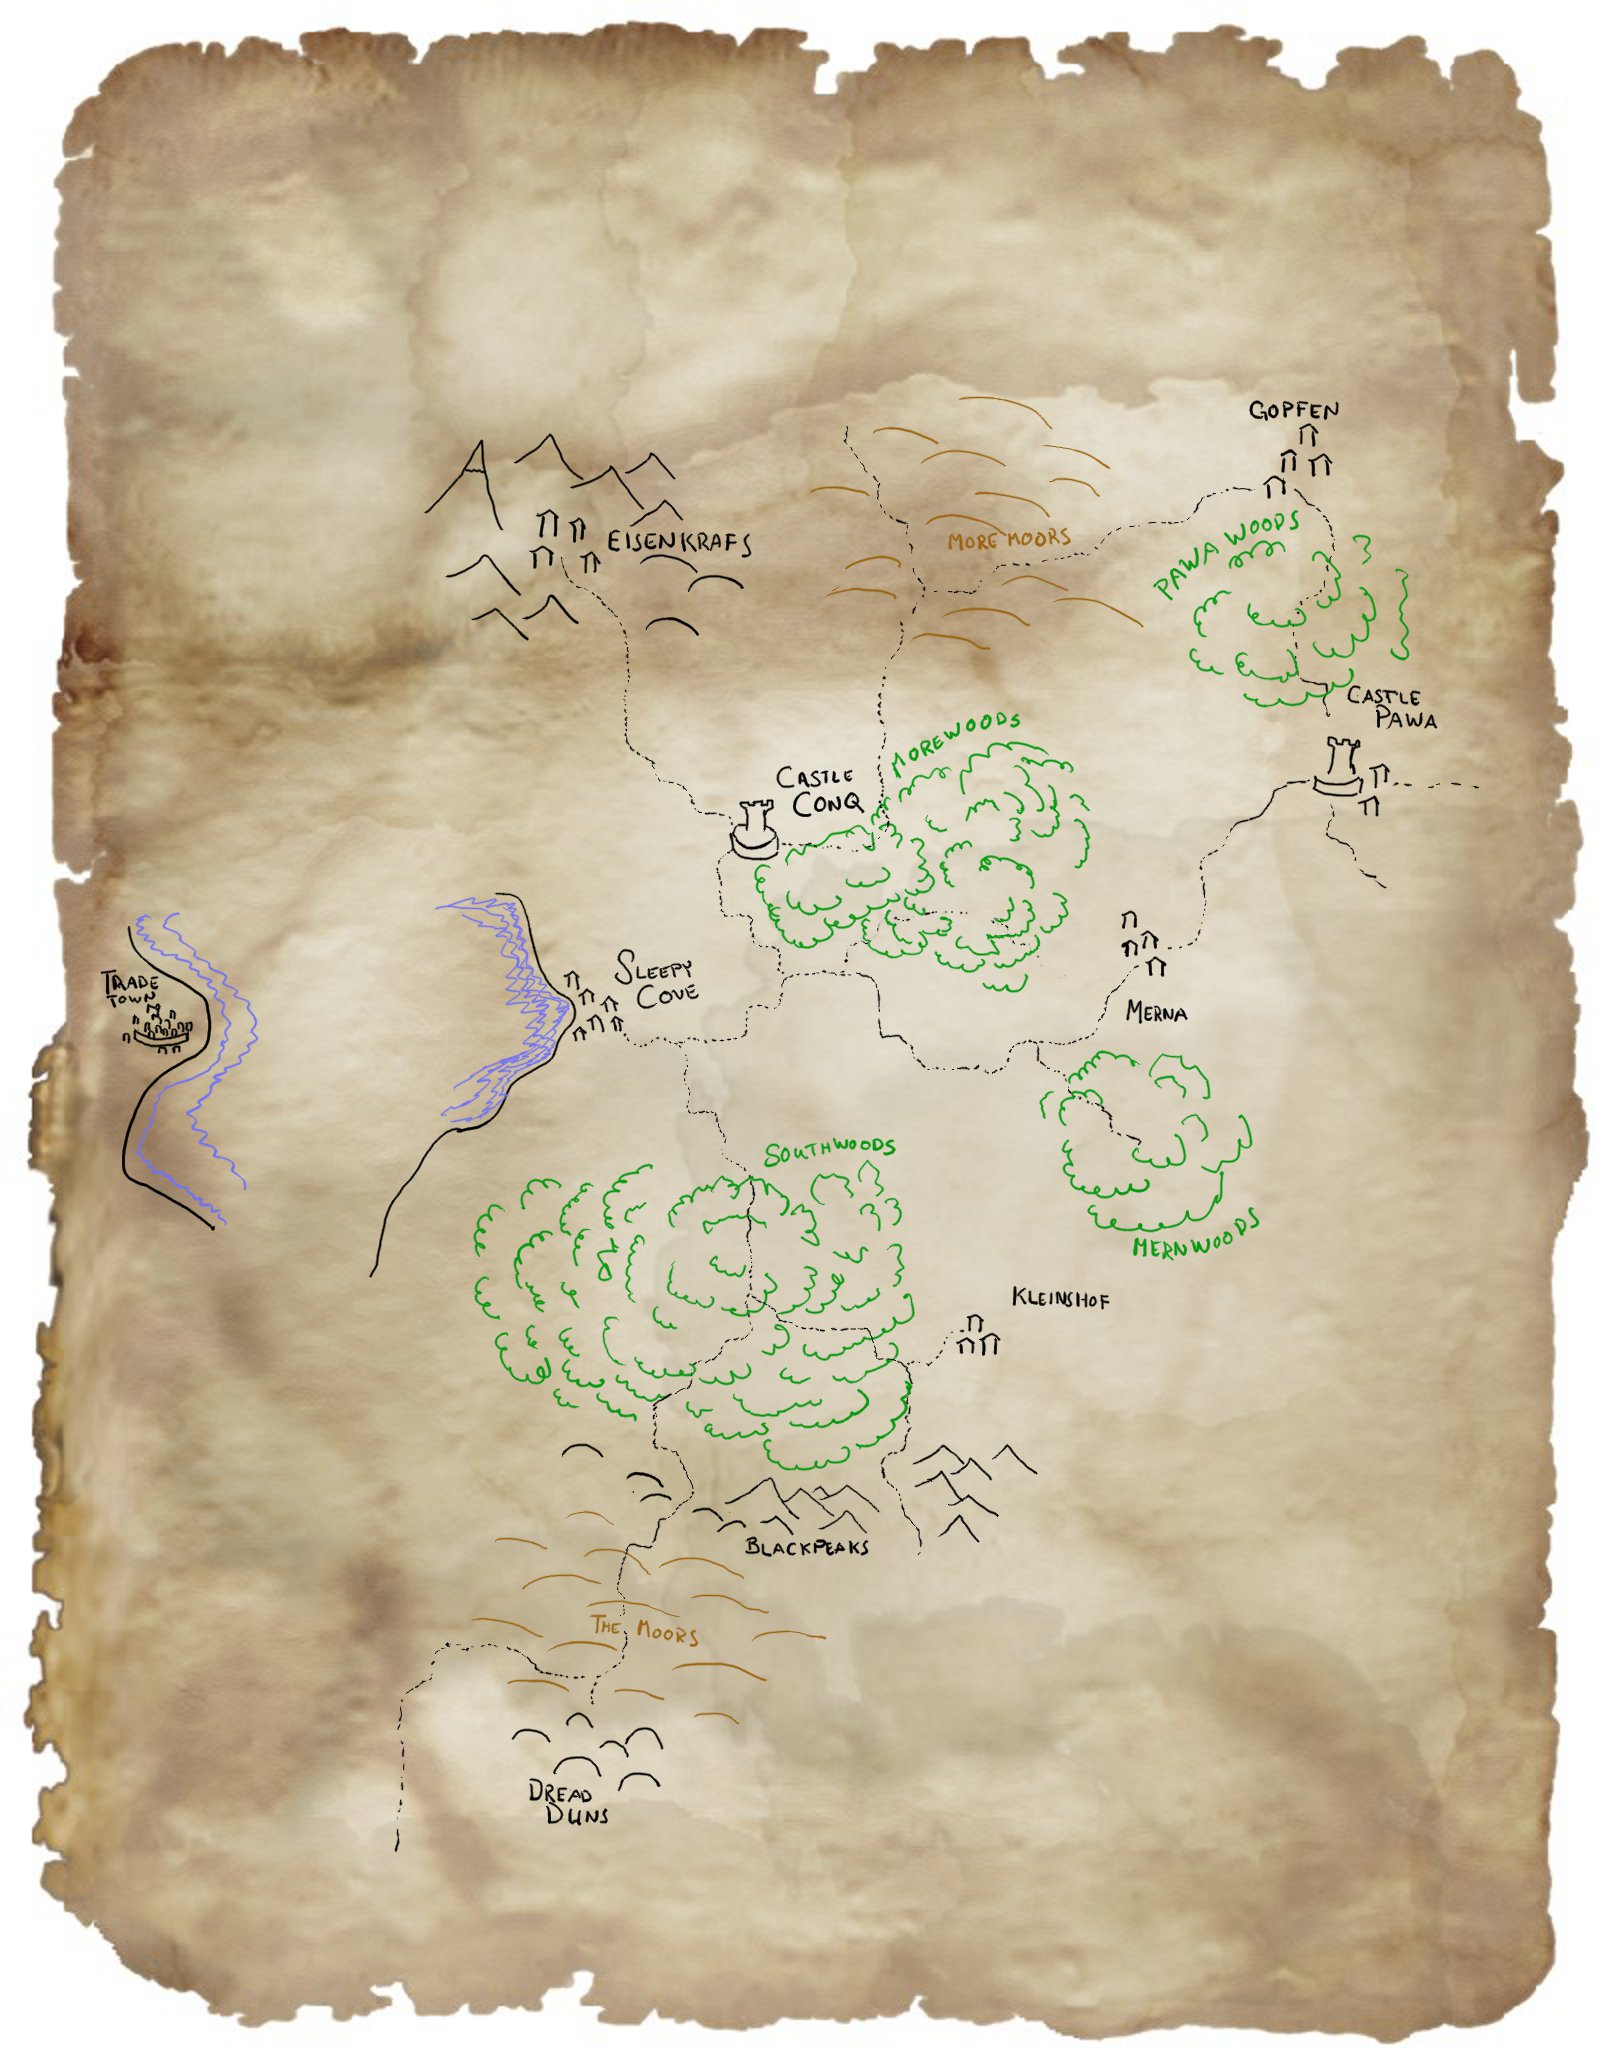 GOPFEN
EISENKRAFS
MORE MOORS
PAWA WOODS
CASTLE
PAWA
MOREWOODS
CASTLE
CONQ
SLEEPY
COVE
TRADE
TOWN
MERNA
SOUTHWOODS
MERNWOODS
KLEINSHOF
BLACKPEAKS
THE MOORS
DREAD
DUNS